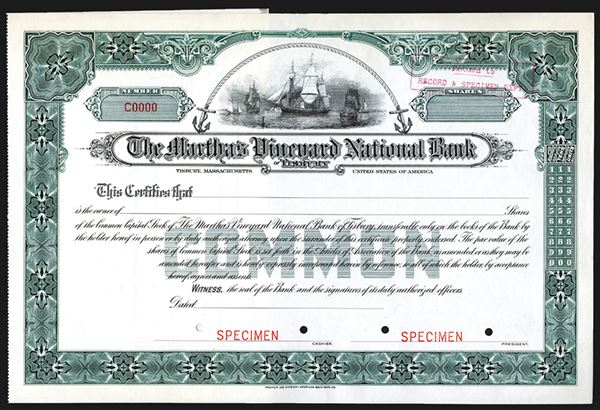 NUMBER
C0000
RECORD & SPECIMEN DEPT
SHARES
The Martha's Vineyard National Bank
OF TISBURY
TISBURY, MASSACHUSETTS UNITED STATES OF AMERICA
This Certifies that
is the owner of Shares
of the Common Capital Stock of The Martha's Vineyard National Bank of Tisbury, transferable only on the books of the Bank by
the holder hereof in person or by duly authorized attorney upon the surrender of this certificate properly endorsed. The par value of the
shares of Common Capital Stock is set forth in the Articles of Association of the Bank, as amended or as they may be
amended hereafter and is hereby expressly incorporated herein by reference, to all of which the holder, by acceptance
hereof, agrees and assents.
COMMON
WITNESS, the seal of the Bank and the signatures of its duly authorized officers.
Dated
SPECIMEN SPECIMEN
CASHIER. PRESIDENT.